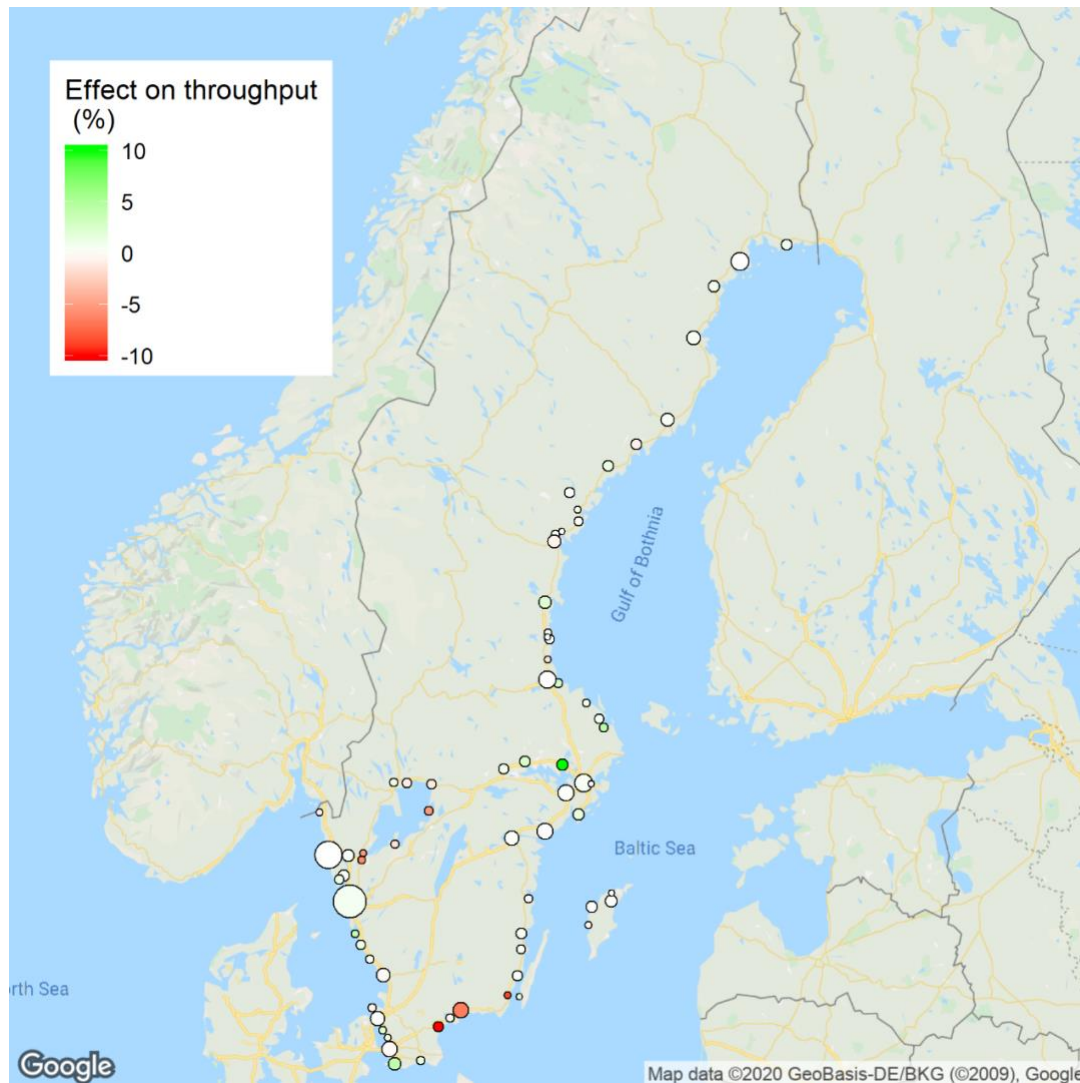 Effect on throughput
(%)
10
5
0
-5
-10
Gulf of Bothnia
Baltic Sea
rth Sea
Google
Map data ©2020 GeoBasis-DE/BKG (©2009), Google